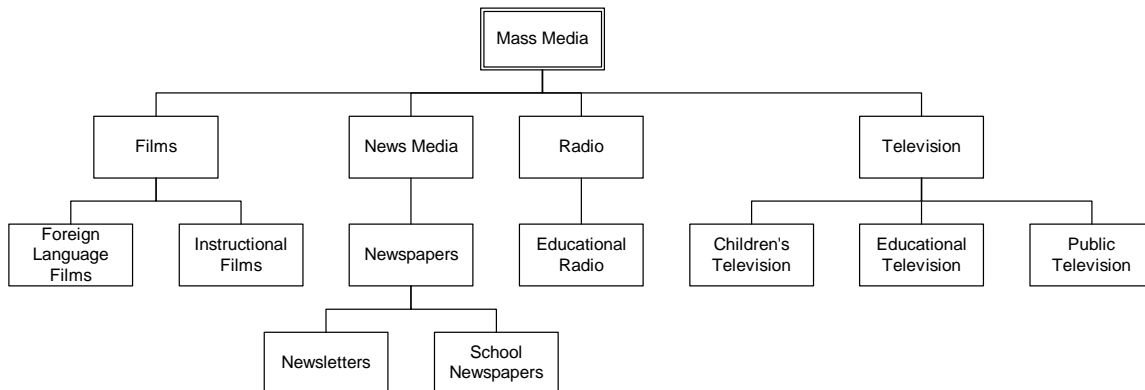 Mass Media
Films
News Media
Radio
Television
Foreign
Language
Films
Instructional
Films
Newspapers
Educational
Radio
Children's
Television
Educational
Television
Public
Television
Newsletters
School
Newspapers